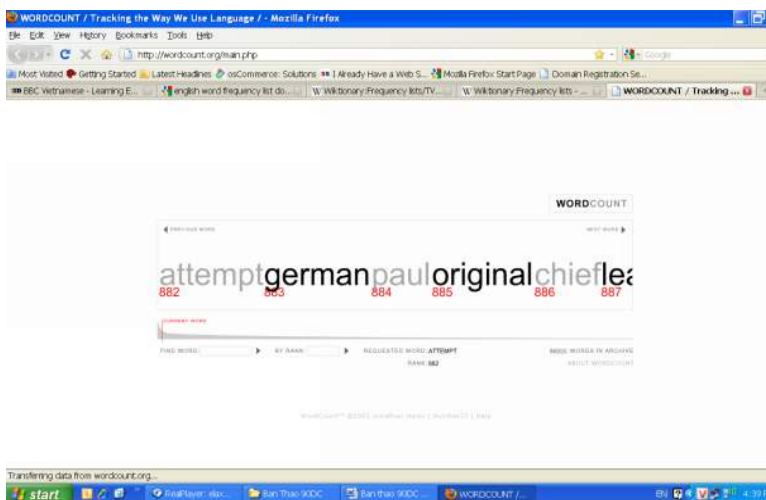 WORDCOUNT / Tracking the Way We Use Language / - Mozilla Firefox
File Edit View History Bookmarks Tools Help
http://wordcount.org/main.php
Google
Most Visited Getting Started Latest Headlines osCommerce: Solutions I Already Have a Web S... Mozilla Firefox Start Page Domain Registration Se...
BBC Vietnamese - Learning E... english word frequency list do... Wiktionary:Frequency lists/TV... Wiktionary:Frequency lists - ... WORDCOUNT / Tracking ...
WORDCOUNT
PREVIOUS WORD NEXT WORD
attempt german paul original chief lea
882 883 884 885 886 887
CURRENT WORD
FIND WORD: BY RANK: REQUESTED WORD: ATTEMPT WORDS IN ARCHIVE
RANK: 882 ABOUT WORDCOUNT
Transferring data from wordcount.org...
start RealPlayer: Ban Thao 90DC Ban thao 90DC ... WORDCOUNT /... EN 4:39